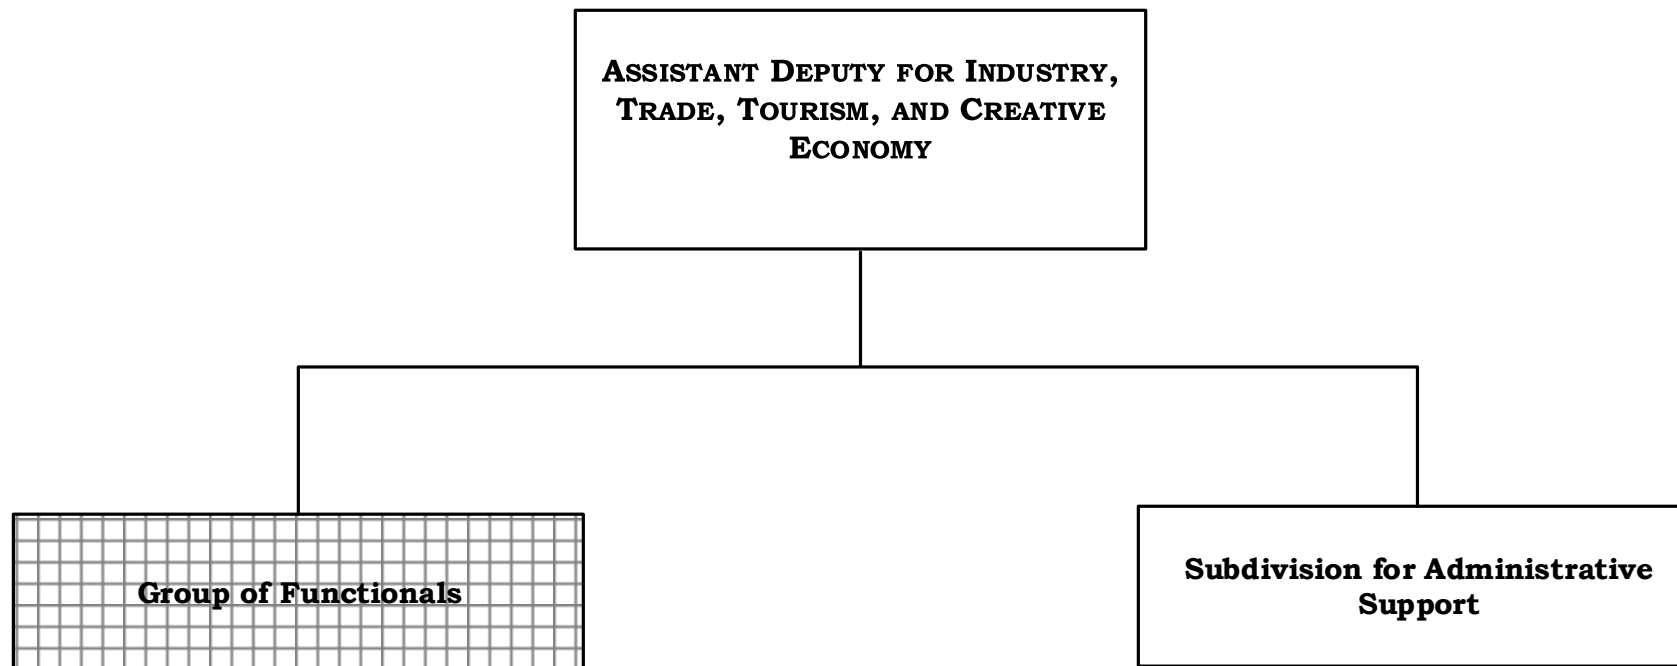 ASSISTANT DEPUTY FOR INDUSTRY,
TRADE, TOURISM, AND CREATIVE
ECONOMY
Group of Functionals
Subdivision for Administrative
Support